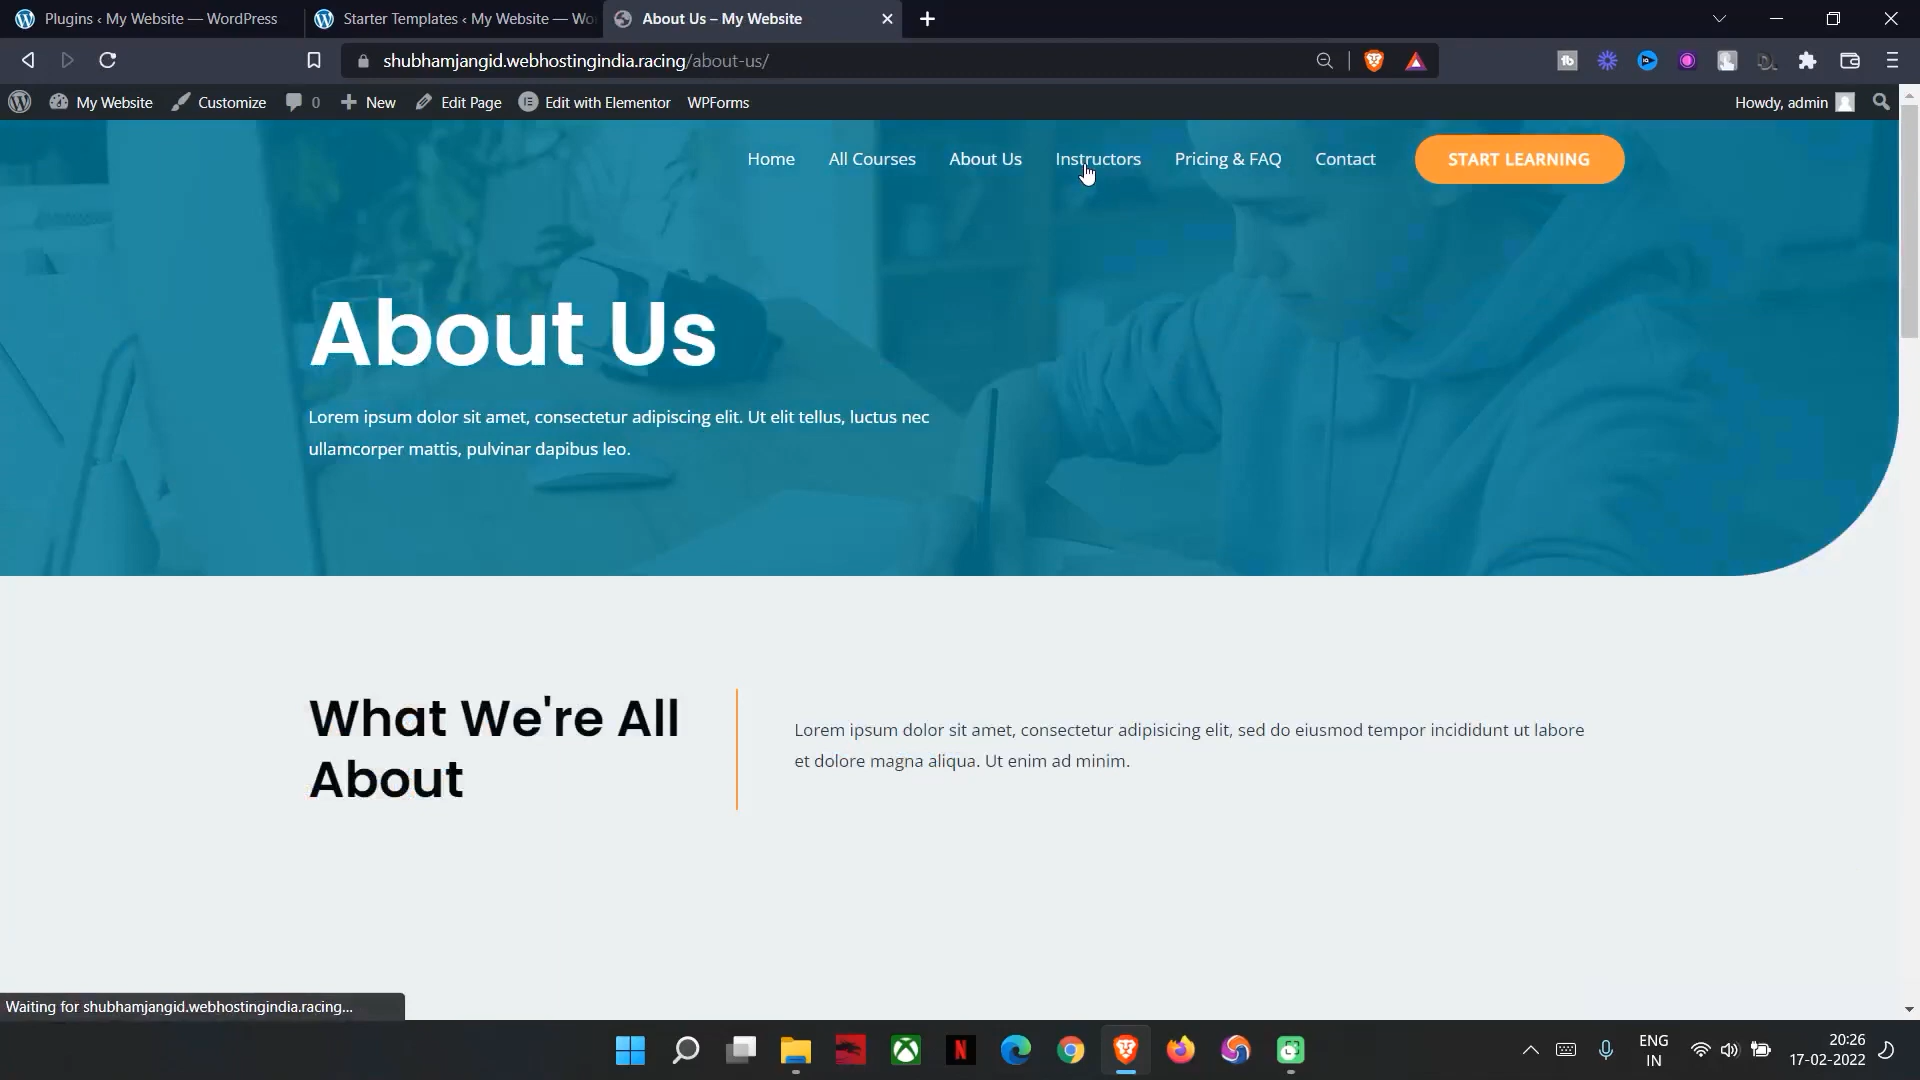 Plugins ‹ My Website — WordPress
Starter Templates ‹ My Website — Wo
About Us – My Website
shubhamjangid.webhostingindia.racing/about-us/
My Website
Customize
0
New
Edit Page
Edit with Elementor
WPForms
Howdy, admin
Home
All Courses
About Us
Instructors
Pricing & FAQ
Contact
START LEARNING
About Us
Lorem ipsum dolor sit amet, consectetur adipiscing elit. Ut elit tellus, luctus nec
ullamcorper mattis, pulvinar dapibus leo.
What We're All
About
Lorem ipsum dolor sit amet, consectetur adipisicing elit, sed do eiusmod tempor incididunt ut labore
et dolore magna aliqua. Ut enim ad minim.
Waiting for shubhamjangid.webhostingindia.racing...
ENG
IN
20:26
17-02-2022